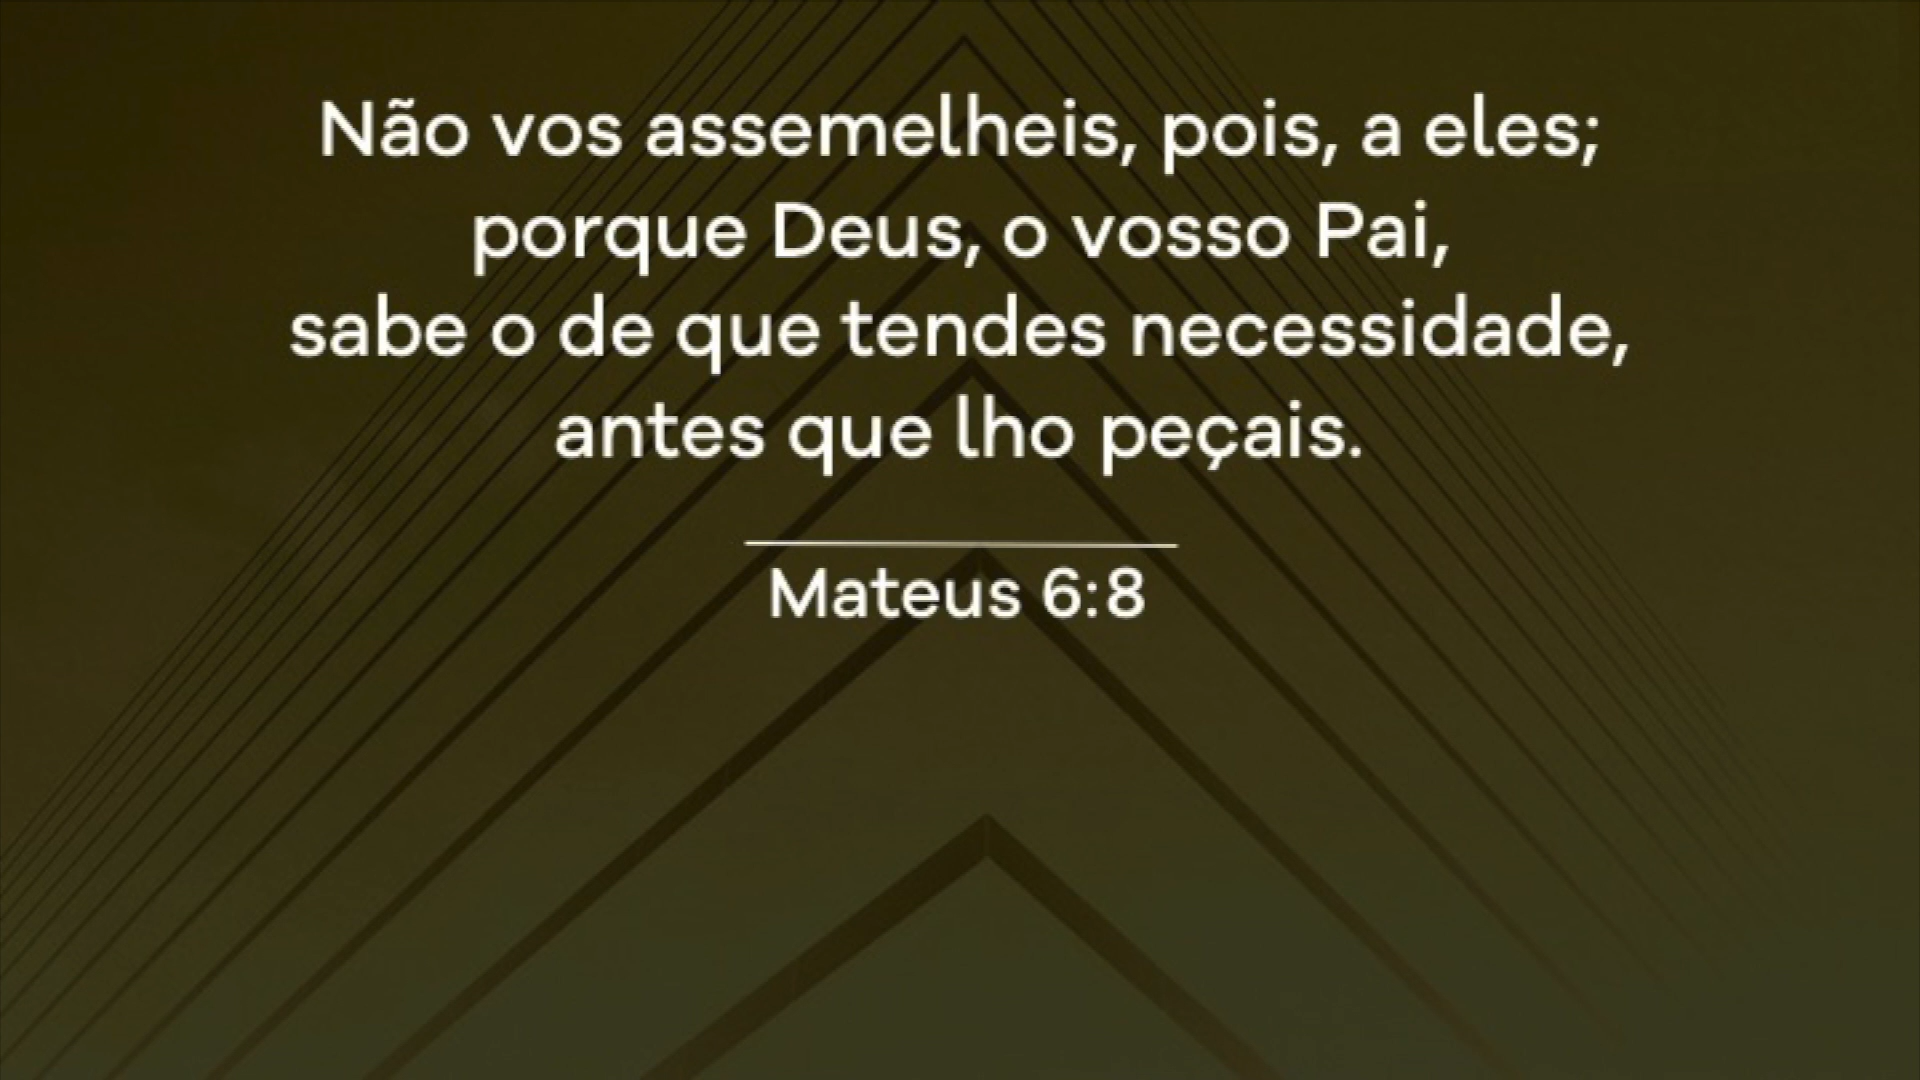 Não vos assemelheis, pois, a eles;
porque Deus, o vosso Pai,
sabe o de que tendes necessidade,
antes que lho peçais.
Mateus 6:8